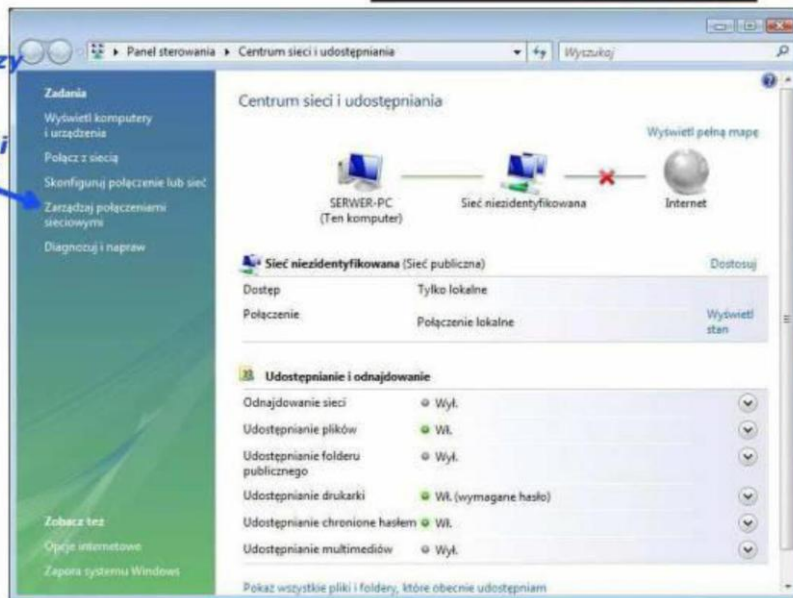 zy
i
Panel sterowania ▸ Centrum sieci i udostępniania
Wyszukaj
Zadania
Wyświetl komputery
i urządzenia
Połącz z siecią
Skonfiguruj połączenie lub sieć
Zarządzaj połączeniami
sieciowymi
Diagnozuj i napraw
Centrum sieci i udostępniania
Wyświetl pełną mapę
SERWER-PC
(Ten komputer)
Sieć niezidentyfikowana
Internet
Sieć niezidentyfikowana (Sieć publiczna)
Dostosuj
Dostęp Tylko lokalne
Połączenie Połączenie lokalne
Wyświetl
stan
Udostępnianie i odnajdowanie
Odnajdowanie sieci Wył.
Udostępnianie plików Wł.
Udostępnianie folderu
publicznego Wył.
Udostępnianie drukarki Wł. (wymagane hasło)
Udostępnianie chronione hasłem Wł.
Udostępnianie multimediów Wył.
Zobacz też
Opcje internetowe
Zapora systemu Windows
Pokaż wszystkie pliki i foldery, które obecnie udostępniam